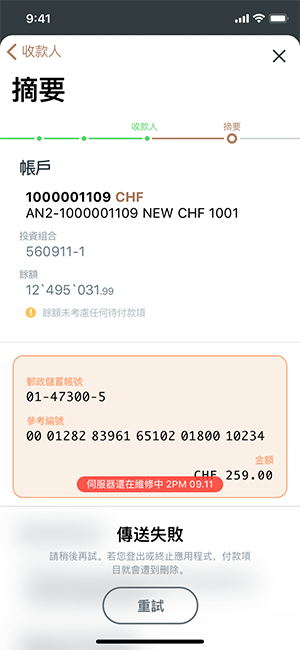 9:41
收款人
摘要
收款人 摘要
帳戶
1000001109 CHF
AN2-1000001109 NEW CHF 1001
投資組合
560911-1
餘額
12`495`031.99
餘額未考慮任何待付款項
郵政儲蓄帳號
01-47300-5
參考編號
00 01282 83961 65102 01800 10234
金額
CHF 259.00
伺服器還在維修中 2PM 09.11
傳送失敗
請稍後再試。若您登出或終止應用程式，付款項
目就會遭到刪除。
重試